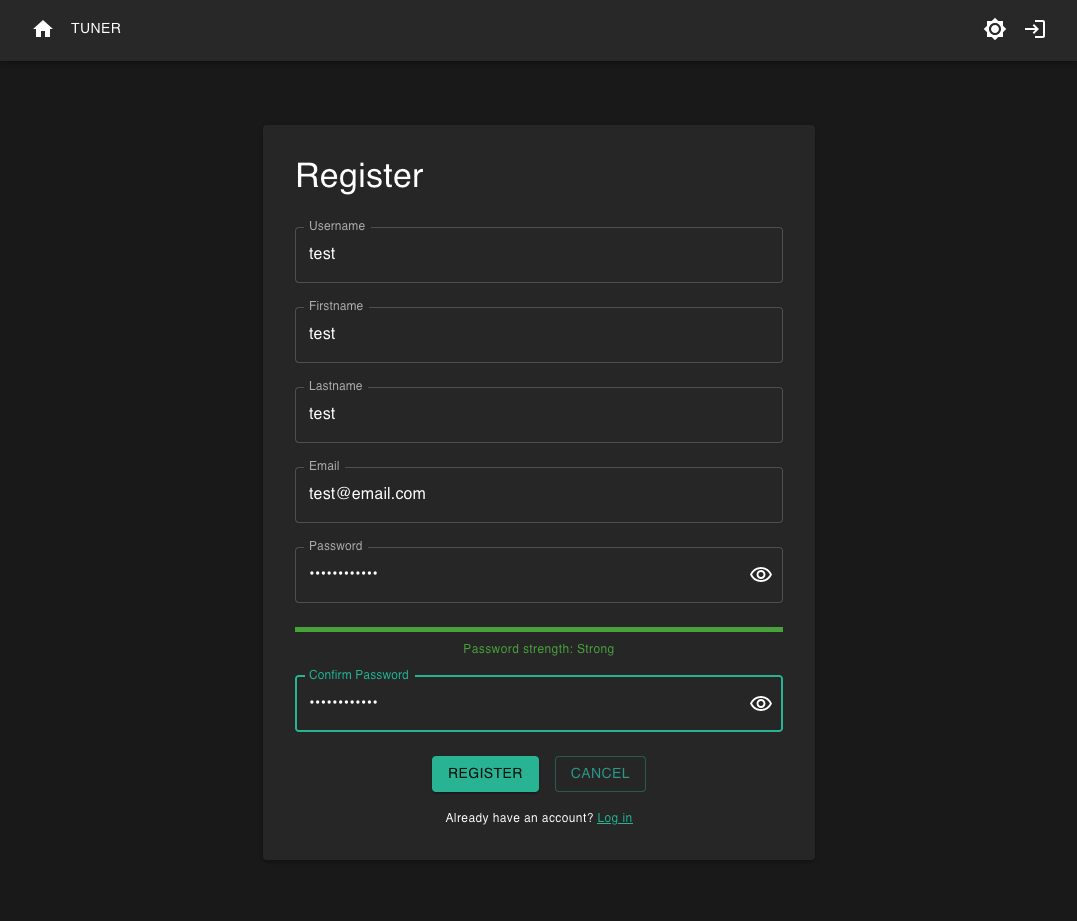 TUNER
Register
Username
test
Firstname
test
Lastname
test
Email
test@email.com
Password
••••••••••••
Password strength: Strong
Confirm Password
••••••••••••
REGISTER CANCEL
Already have an account? Log in